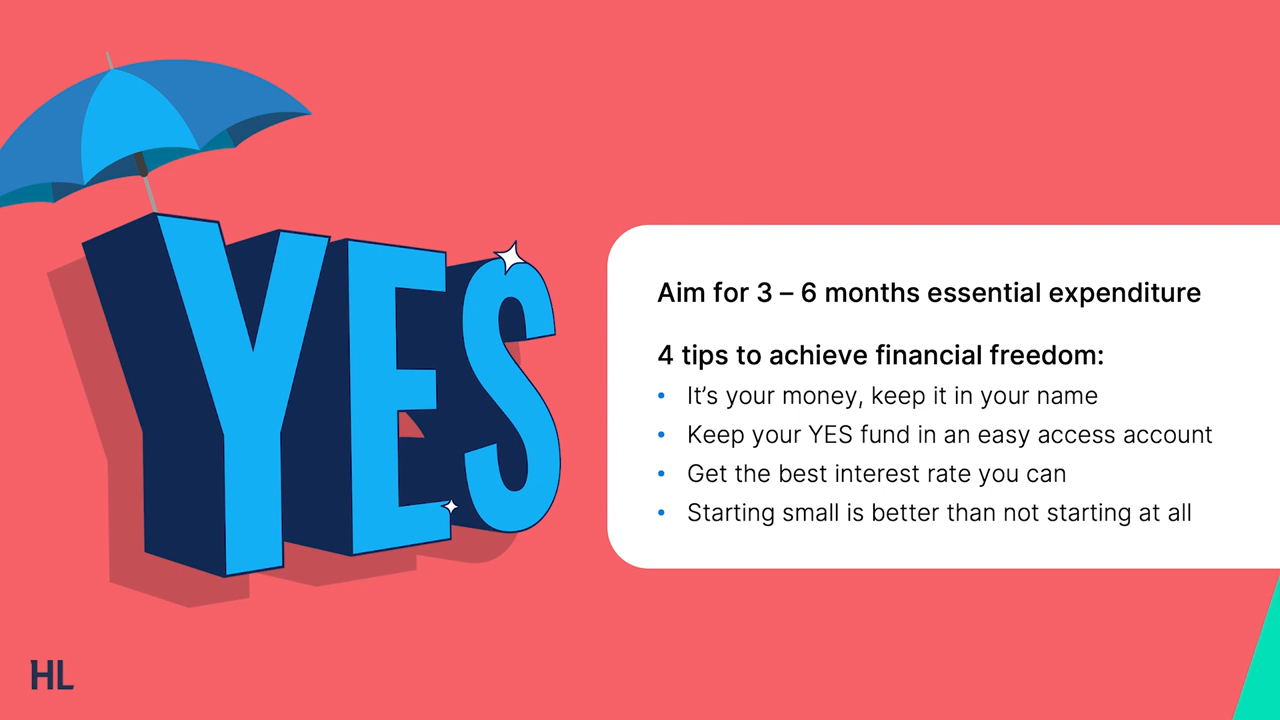 YES
Aim for 3 – 6 months essential expenditure
4 tips to achieve financial freedom:
• It’s your money, keep it in your name
• Keep your YES fund in an easy access account
• Get the best interest rate you can
• Starting small is better than not starting at all
HL